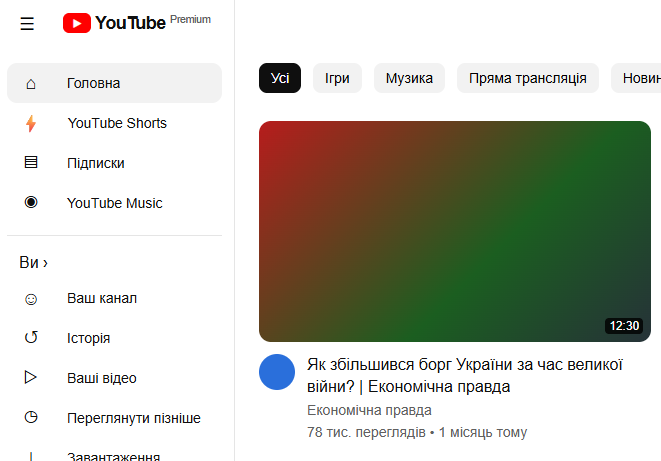 YouTube Premium
Головна
YouTube Shorts
Підписки
YouTube Music
Ви ›
Ваш канал
Історія
Ваші відео
Переглянути пізніше
Завантаження
Усі Ігри Музика Пряма трансляція Новин
12:30
Як збільшився борг України за час великої
війни? | Економічна правда
Економічна правда
78 тис. переглядів • 1 місяць тому